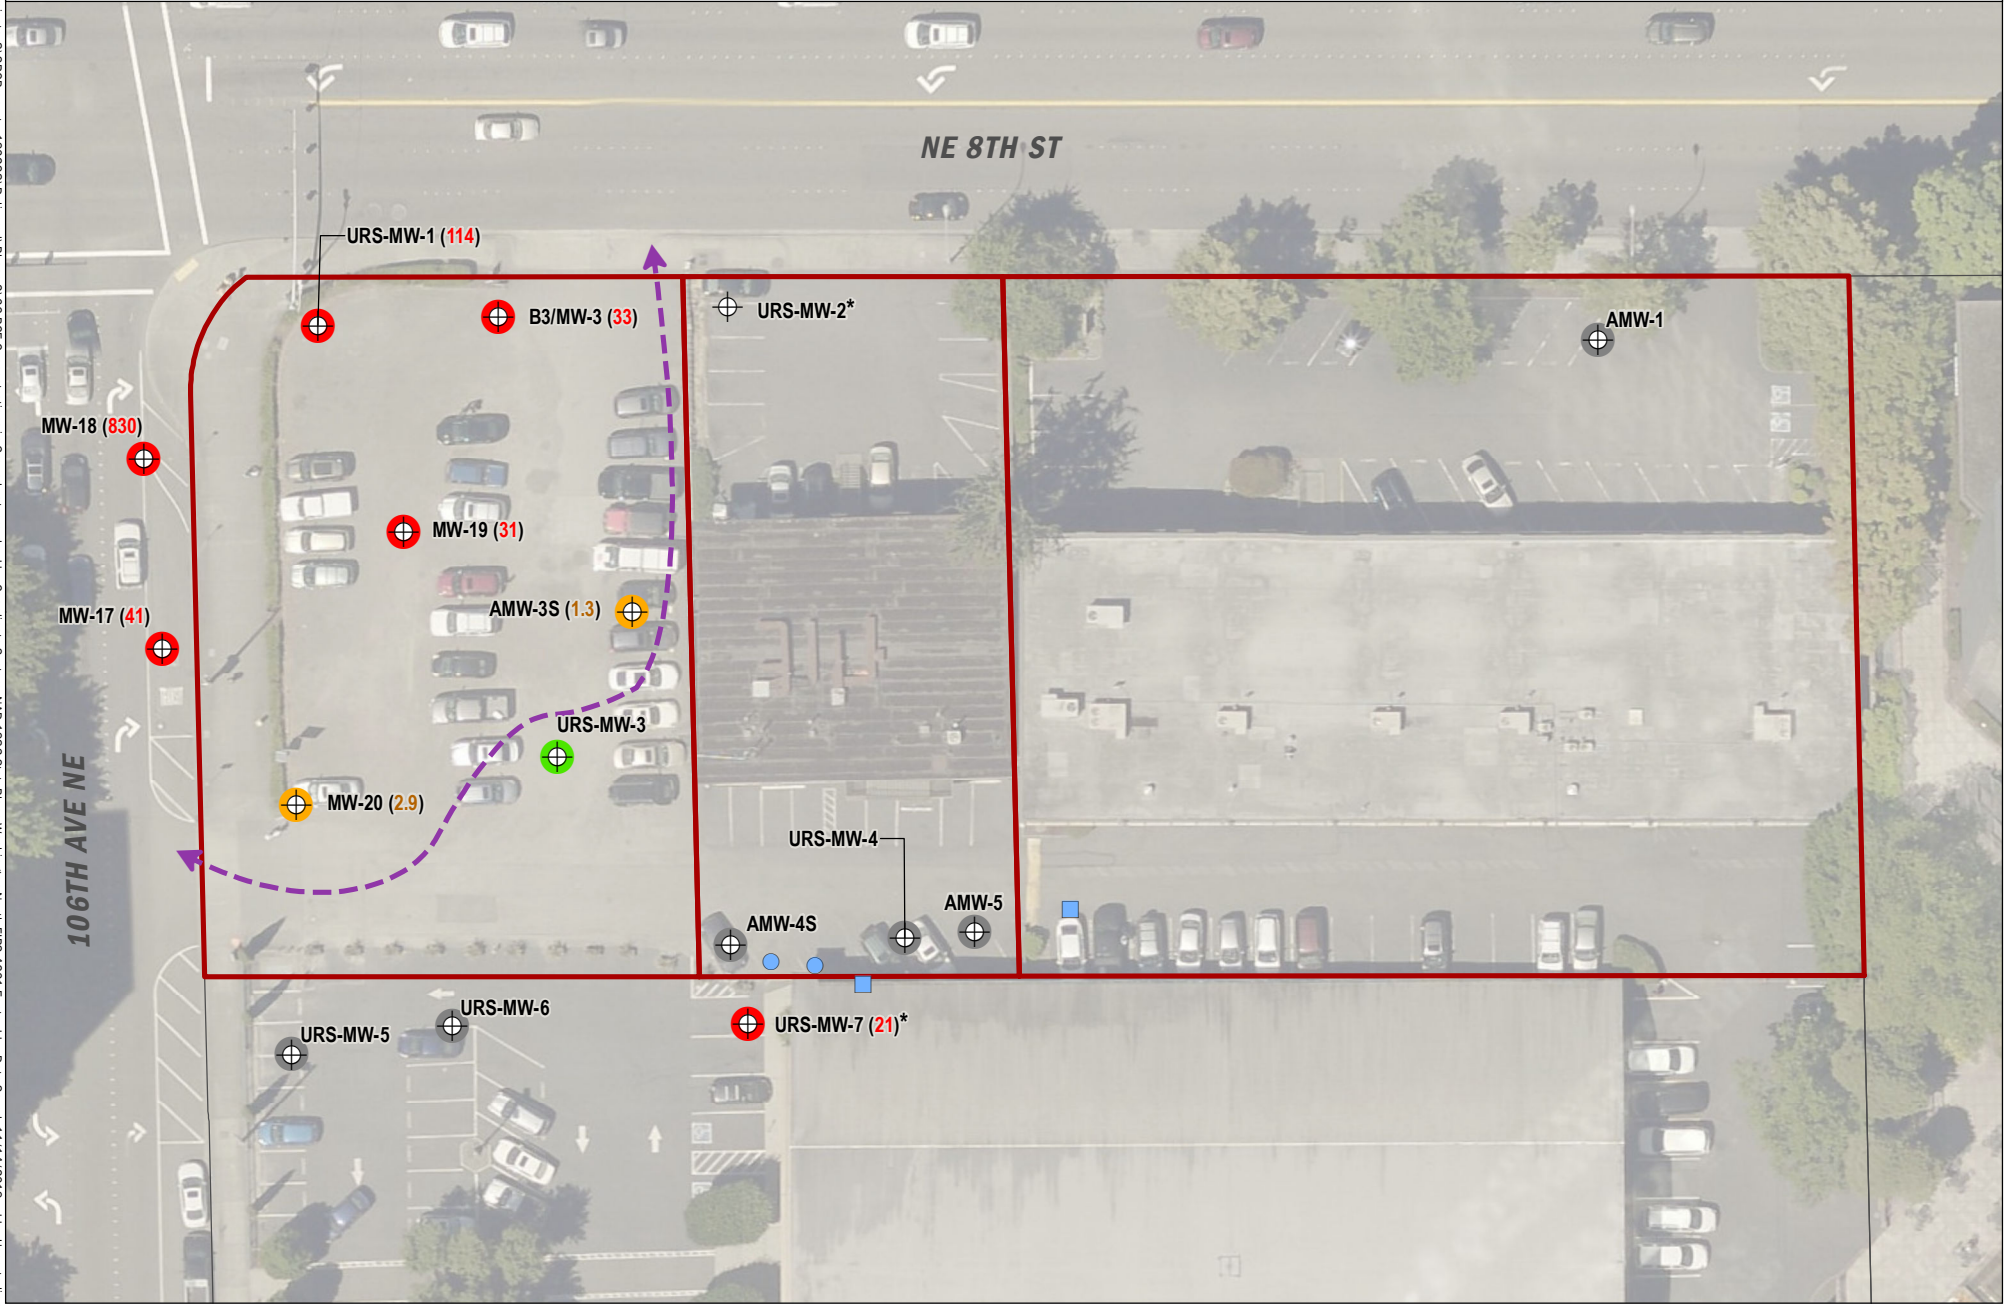 NE 8TH ST
URS-MW-1 (114)
B3/MW-3 (33)
URS-MW-2*
AMW-1
MW-18 (830)
MW-19 (31)
AMW-3S (1.3)
MW-17 (41)
URS-MW-3
MW-20 (2.9)
106TH AVE NE
URS-MW-4
AMW-5
AMW-4S
URS-MW-6
URS-MW-5
URS-MW-7 (21)*